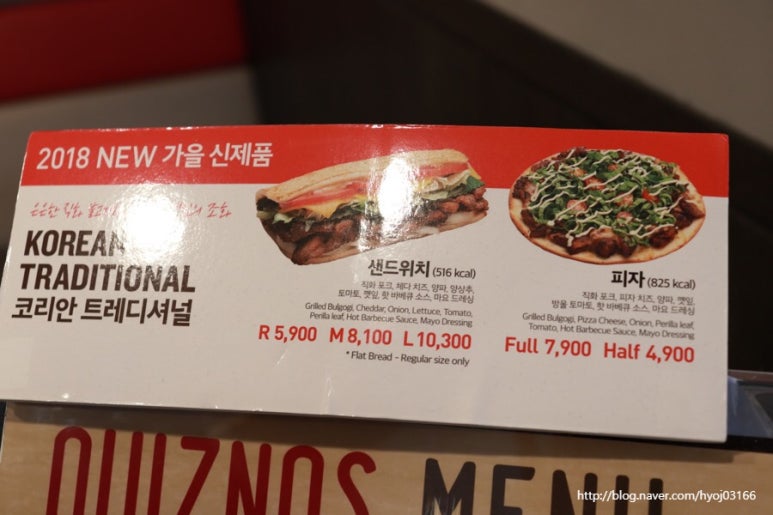 2018 NEW 가을 신제품
은은한 직화 조화
KOREAN
TRADITIONAL
코리안 트레디셔널
샌드위치 (516 kcal)
직화 포크, 체다 치즈, 양파, 양상추,
토마토, 깻잎, 핫 바베큐 소스, 마요 드레싱
Grilled Bulgogi, Cheddar, Onion, Lettuce, Tomato,
Perilla leaf, Hot Barbecue Sauce, Mayo Dressing
R 5,900 M 8,100 L 10,300
* Flat Bread - Regular size only
피자 (825 kcal)
직화 포크, 피자 치즈, 양파, 깻잎,
방울 토마토, 핫 바베큐 소스, 마요 드레싱
Grilled Bulgogi, Pizza Cheese, Onion, Perilla leaf,
Tomato, Hot Barbecue Sauce, Mayo Dressing
Full 7,900 Half 4,900
QUIZNOS MENU
http://blog.naver.com/hyoj03166